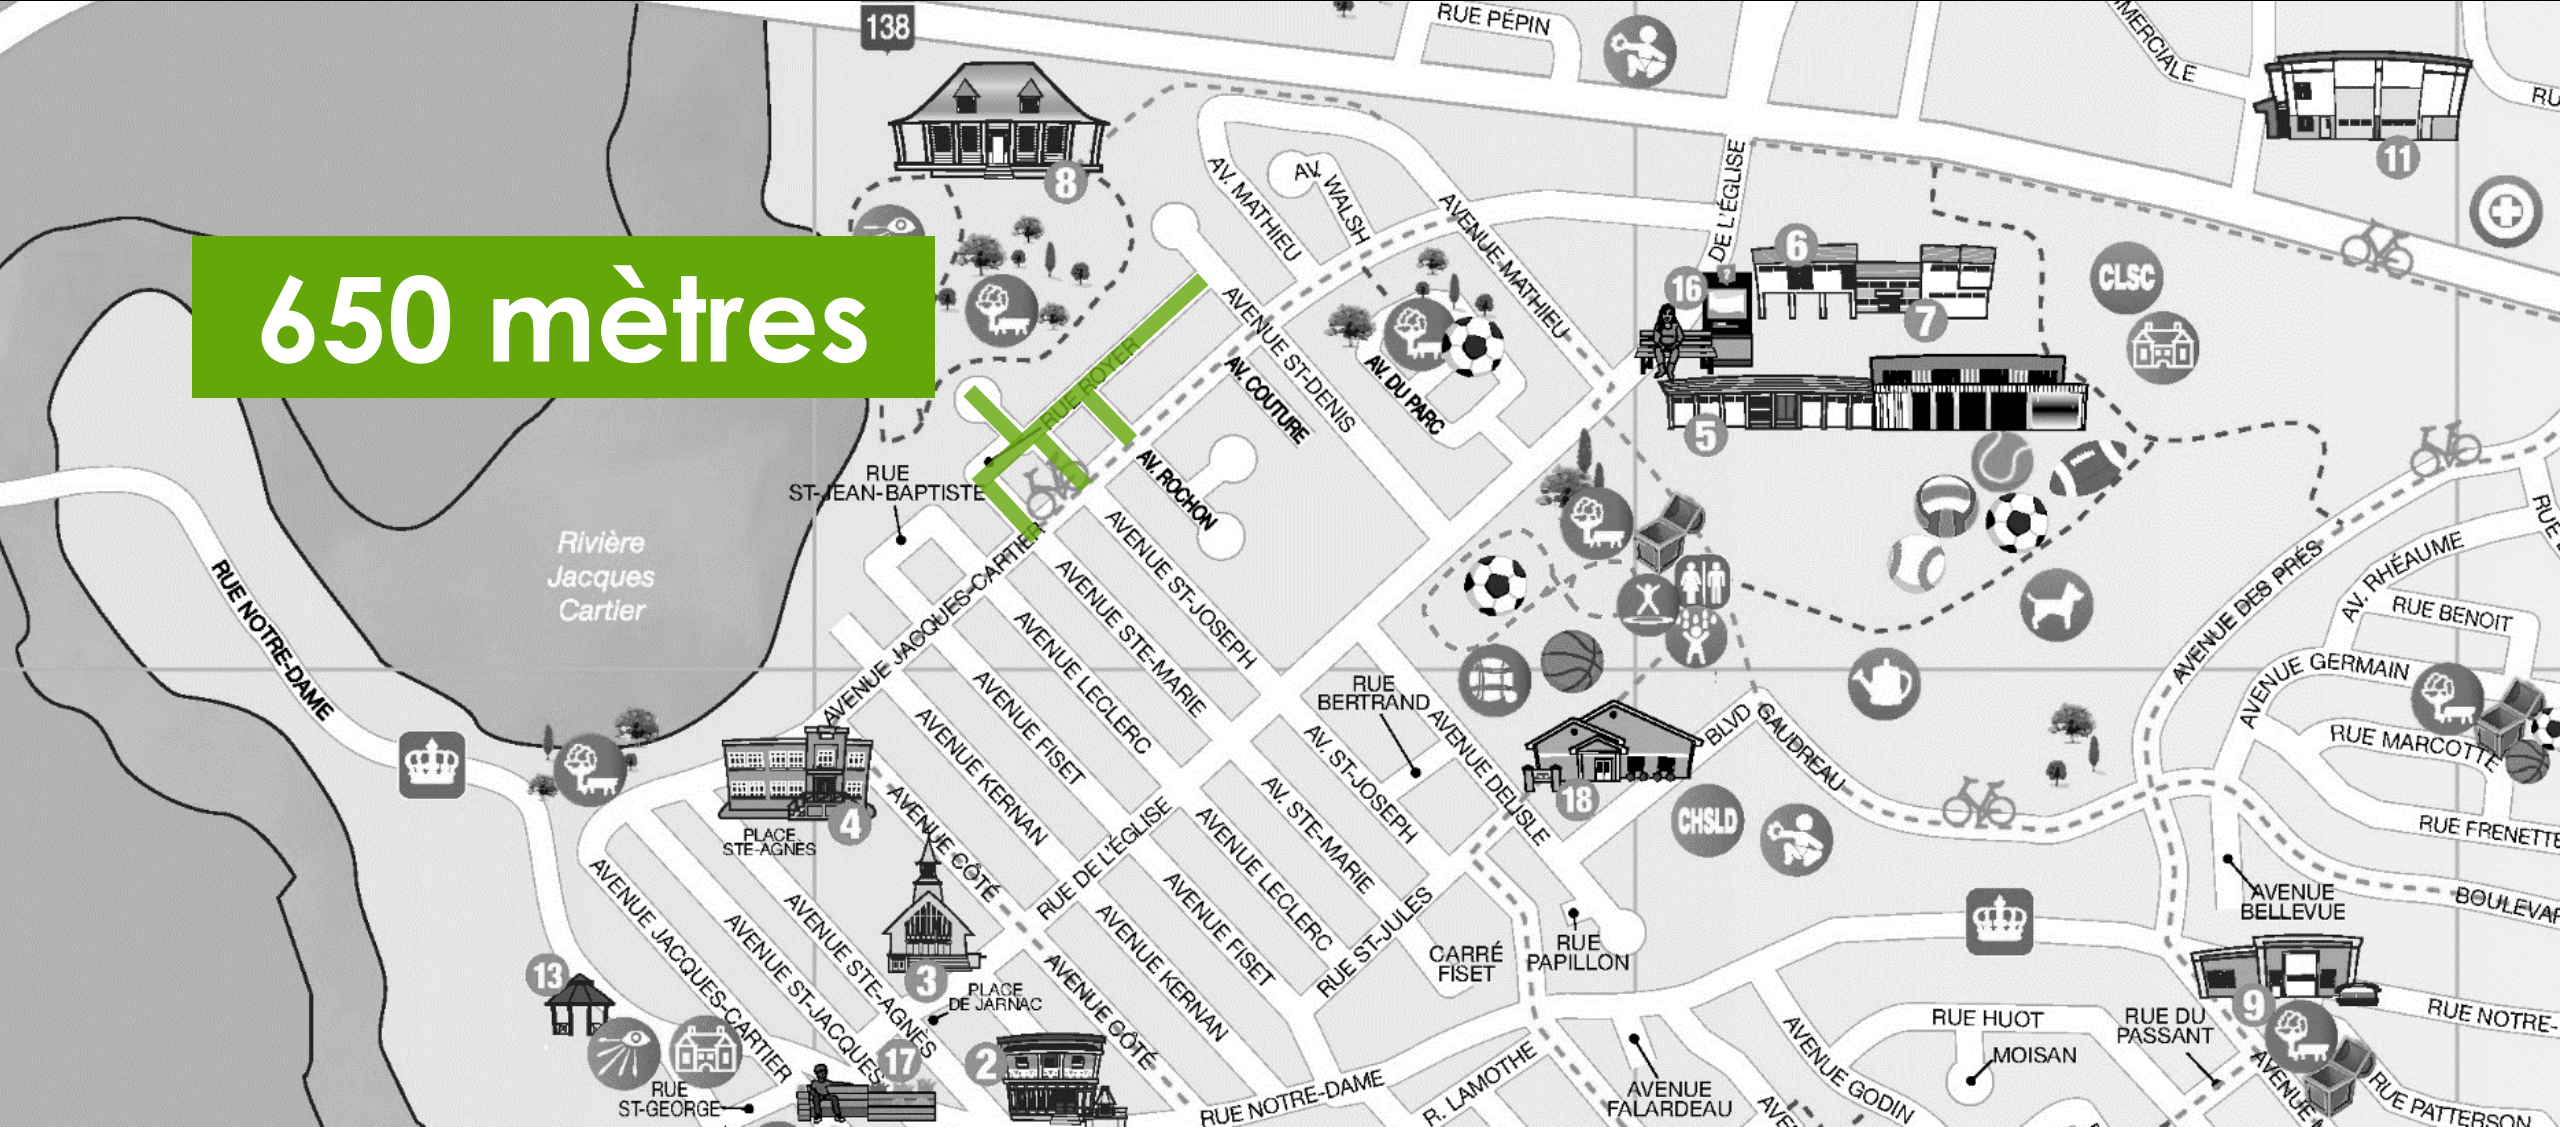 138
RUE PÉPIN
MERCIALE
RU
11
8
AV. MATHIEU
AV. WALSH
AVENUE MATHIEU
DE L'ÉGLISE
6
16
7
CLSC
5
650 mètres
RUE ROYER
AVENUE ST-DENIS
AV. COUTURE
AV. DU PARC
RUE
ST-JEAN-BAPTISTE
AV. ROCHON
Rivière
Jacques
Cartier
RUE NOTRE-DAME
AVENUE JACQUES-CARTIER
AVENUE ST-JOSEPH
AVENUE STE-MARIE
AVENUE LECLERC
AVENUE FISET
AVENUE KERNAN
AVENUE DES PRÉS
AV. RHÉAUME
RUE BENOIT
AVENUE GERMAIN
RUE MARCOTTE
RUE FRENETTE
RUE
BERTRAND
AVENUE DELISLE
BLVD GAUDREAU
18
CHSLD
4
PLACE
STE-AGNÈS
AVENUE CÔTÉ
RUE DE L'ÉGLISE
AV. ST-JOSEPH
AV. STE-MARIE
AVENUE LECLERC
AVENUE FISET
AVENUE KERNAN
AVENUE CÔTÉ
RUE ST-JULES
CARRÉ
FISET
RUE
PAPILLON
AVENUE
BELLEVUE
BOULEVAR
AVENUE JACQUES-CARTIER
AVENUE ST-JACQUES
AVENUE STE-AGNÈS
3
PLACE
DE JARNAC
13
17
2
RUE
ST-GEORGE
RUE NOTRE-DAME
R. LAMOTHE
AVENUE
FALARDEAU
AVENUE GODIN
AVE
RUE HUOT
MOISAN
RUE DU
PASSANT
9
RUE NOTRE-
AVENUE
RUE PATTERSON